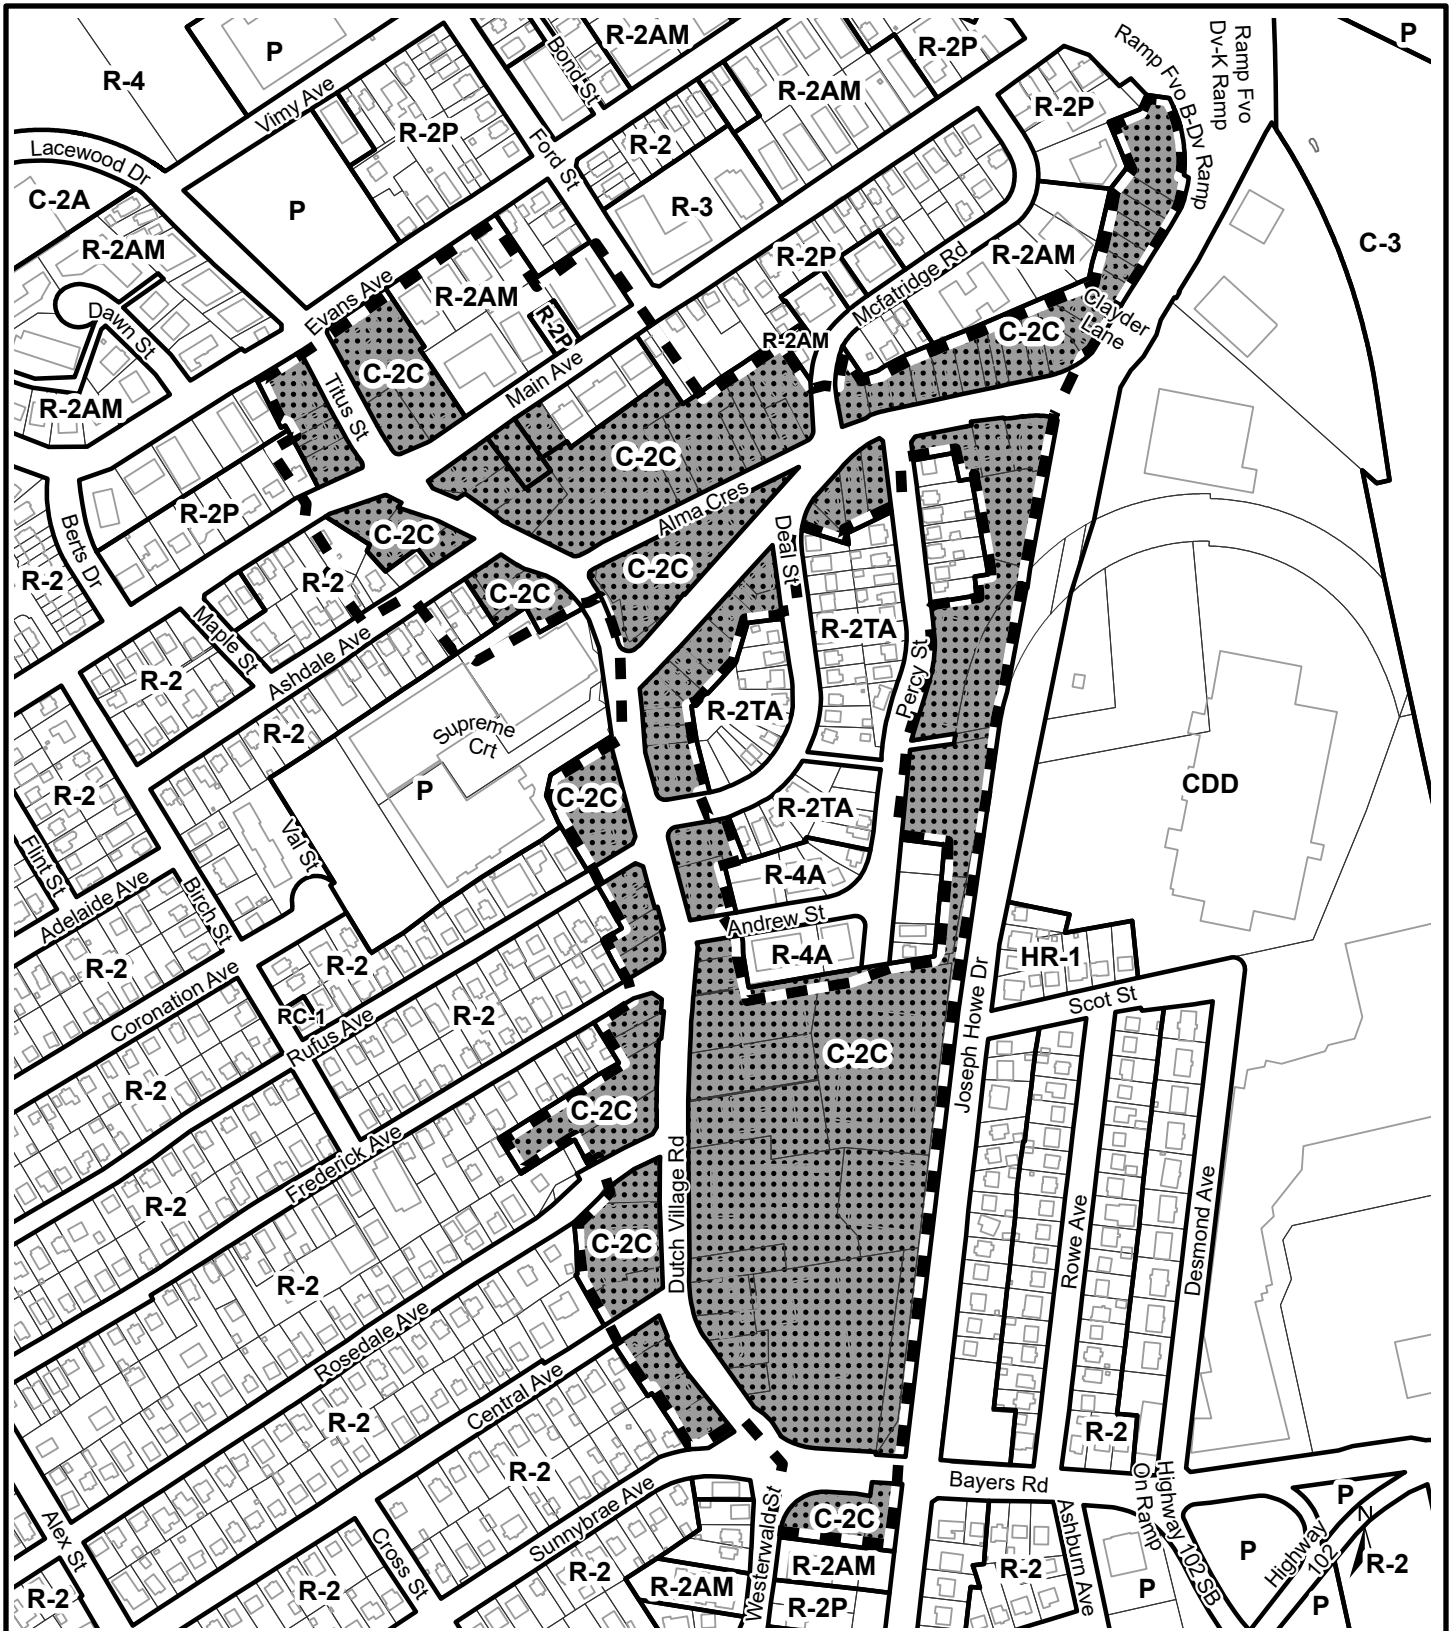 R-2AM
P
R-2P
P
Ramp Fvo B-Dv Ramp
Ramp Fvo
Dv-K Ramp
R-4
Bond St
Vimy Ave
R-2AM
R-2P
R-2P
R-2
Ford St
Lacewood Dr
C-2A
P
R-3
R-2AM
R-2P
R-2AM
C-3
Evans Ave
R-2AM
Mcfatridge Rd
Dawn St
R-2P
Clayder
Lane
C-2C
R-2AM
C-2C
Main Ave
Titus St
R-2AM
C-2C
Alma Cres
R-2P
C-2C
Berts Dr
Deal St
R-2
R-2
C-2C
C-2C
Maple St
R-2TA
Ashdale Ave
R-2
Percy St
R-2TA
R-2
Supreme
Crt
R-2
P
C-2C
R-2TA
CDD
Val St
Flint St
R-4A
Adelaide Ave
Birch St
Andrew St
R-4A
HR-1
R-2
R-2
Coronation Ave
RC-1
Rufus Ave
R-2
Scot St
Joseph Howe Dr
C-2C
R-2
C-2C
Frederick Ave
Dutch Village Rd
R-2
C-2C
Rowe Ave
Desmond Ave
R-2
Rosedale Ave
Central Ave
R-2
R-2
R-2
Bayers Rd
Highway 102 SB
On Ramp
Sunnybrae Ave
Westerwald St
C-2C
P
N
Alex St
Cross St
Ashburn Ave
P
Highway
102
R-2
R-2
R-2AM
R-2
R-2
R-2
R-2AM
P
R-2P
P